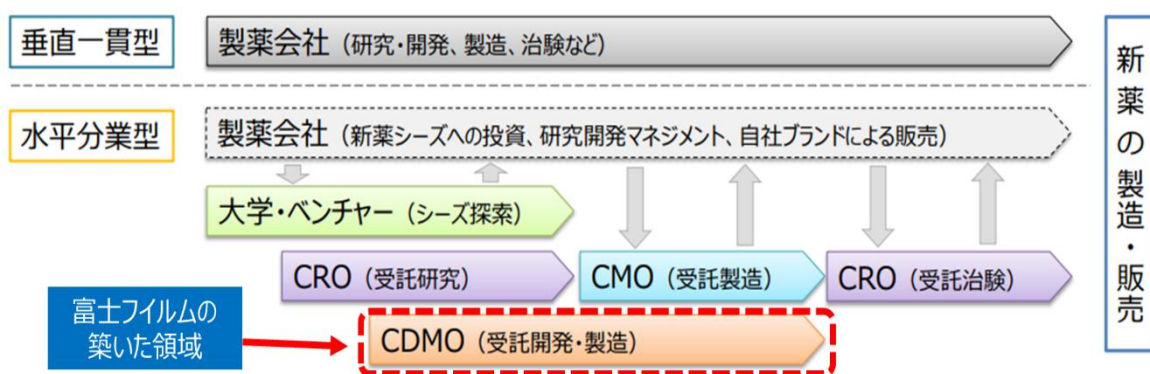 垂直一貫型
製薬会社（研究・開発、製造、治験など）
水平分業型
製薬会社（新薬シーズへの投資、研究開発マネジメント、自社ブランドによる販売）
大学・ベンチャー（シーズ探索）
CRO（受託研究）
CMO（受託製造）
CRO（受託治験）
富士フイルムの
築いた領域
CDMO（受託開発・製造）
新薬の製造・販売